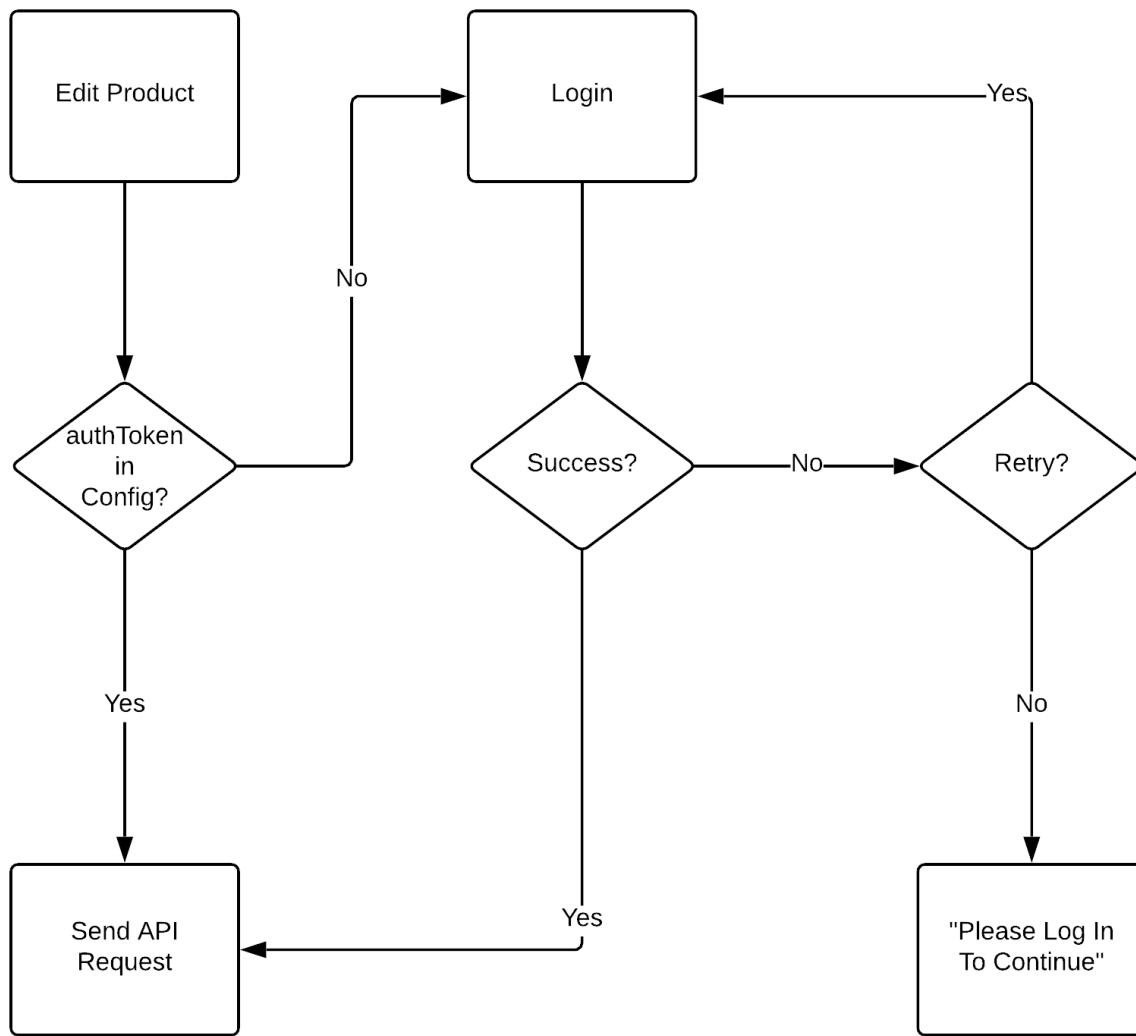 Edit Product
Login
Yes
No
authToken
in
Config?
Success?
No
Retry?
Yes
No
Yes
Send API
Request
"Please Log In
To Continue"